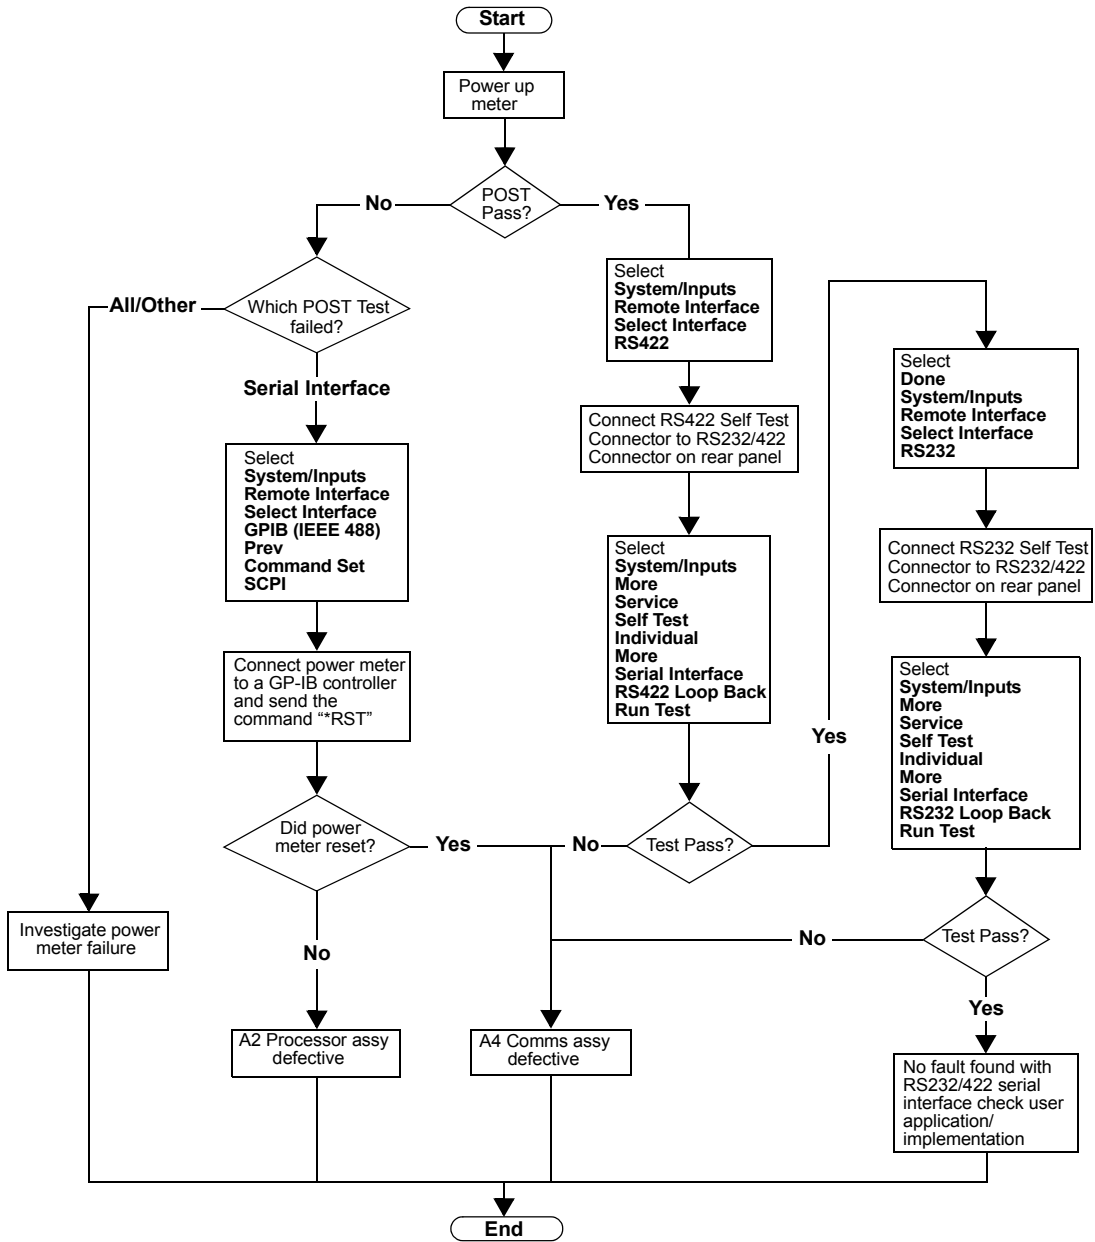 Start
Power up
meter
POST
Pass?
No
Yes
Which POST Test
failed?
All/Other
Serial Interface
Select
System/Inputs
Remote Interface
Select Interface
GPIB (IEEE 488)
Prev
Command Set
SCPI
Connect power meter
to a GP-IB controller
and send the
command “*RST”
Did power
meter reset?
Yes
No
Investigate power
meter failure
A2 Processor assy
defective
A4 Comms assy
defective
Select
System/Inputs
Remote Interface
Select Interface
RS422
Connect RS422 Self Test
Connector to RS232/422
Connector on rear panel
Select
System/Inputs
More
Service
Self Test
Individual
More
Serial Interface
RS422 Loop Back
Run Test
Test Pass?
No
Yes
Select
Done
System/Inputs
Remote Interface
Select Interface
RS232
Connect RS232 Self Test
Connector to RS232/422
Connector on rear panel
Select
System/Inputs
More
Service
Self Test
Individual
More
Serial Interface
RS232 Loop Back
Run Test
Test Pass?
No
Yes
No fault found with
RS232/422 serial
interface check user
application/
implementation
End